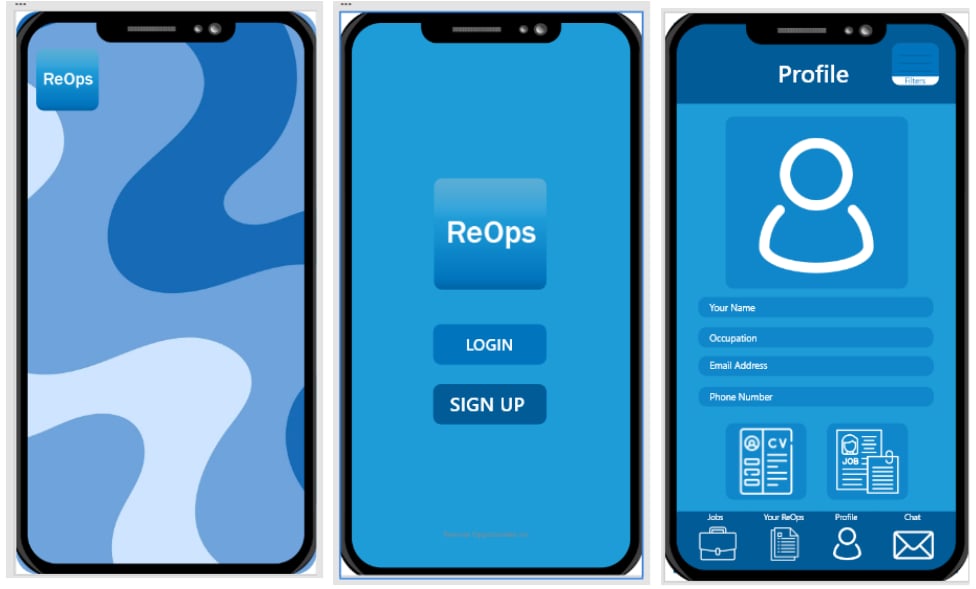 ReOps
ReOps
LOGIN
SIGN UP
Profile
Filters
Your Name
Occupation
Email Address
Phone Number
CV
JOB
Jobs
Your ReOps
Profile
Chat